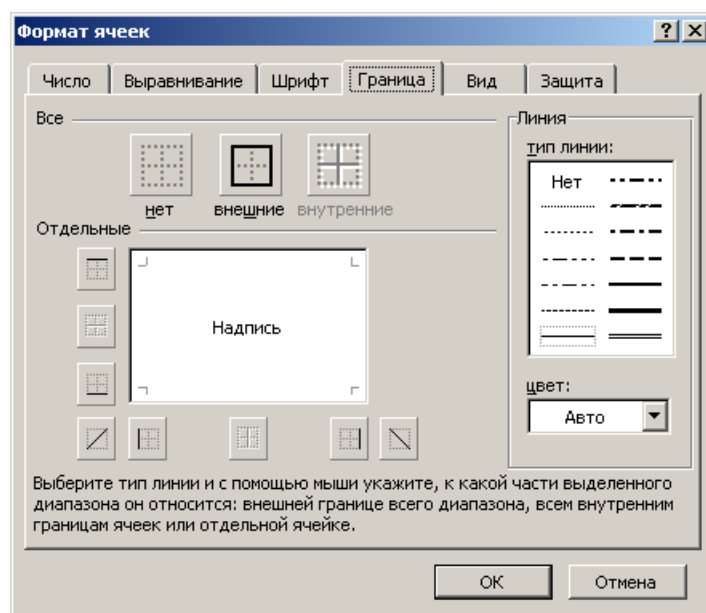 Формат ячеек
Число Выравнивание Шрифт Граница Вид Защита
Все
нет внешние внутренние
Отдельные
Надпись
Линия
тип линии:
Нет
цвет:
Авто
Выберите тип линии и с помощью мыши укажите, к какой части выделенного
диапазона он относится: внешней границе всего диапазона, всем внутренним
границам ячеек или отдельной ячейке.
ОК Отмена